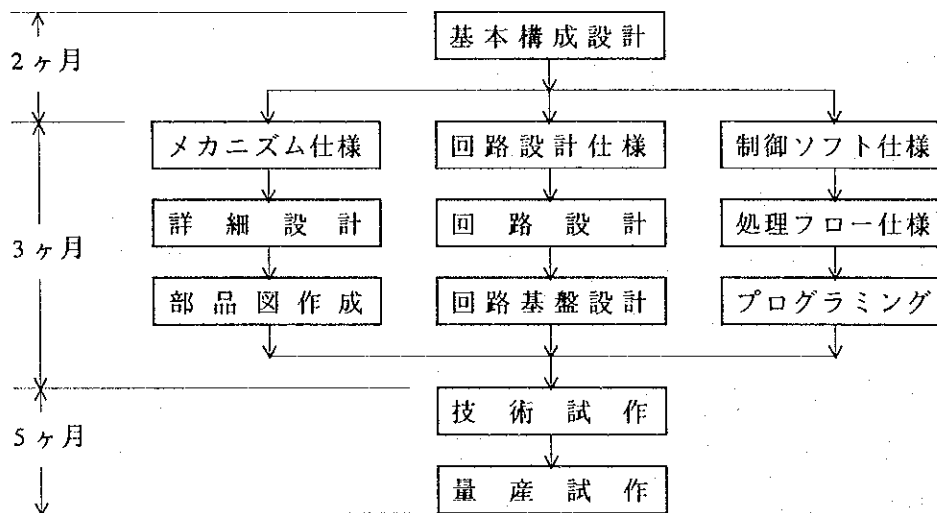 基本構成設計
2ヶ月
メカニズム仕様 回路設計仕様 制御ソフト仕様
詳細設計 回路設計 処理フロー仕様
3ヶ月
部品図作成 回路基盤設計 プログラミング
技術試作
5ヶ月
量産試作